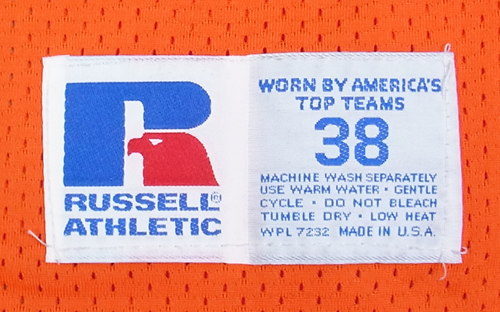 RUSSELL®
ATHLETIC
WORN BY AMERICA'S
TOP TEAMS
38
MACHINE WASH SEPARATELY
USE WARM WATER • GENTLE
CYCLE • DO NOT BLEACH
TUMBLE DRY • LOW HEAT
WPL 7232 MADE IN U.S.A.